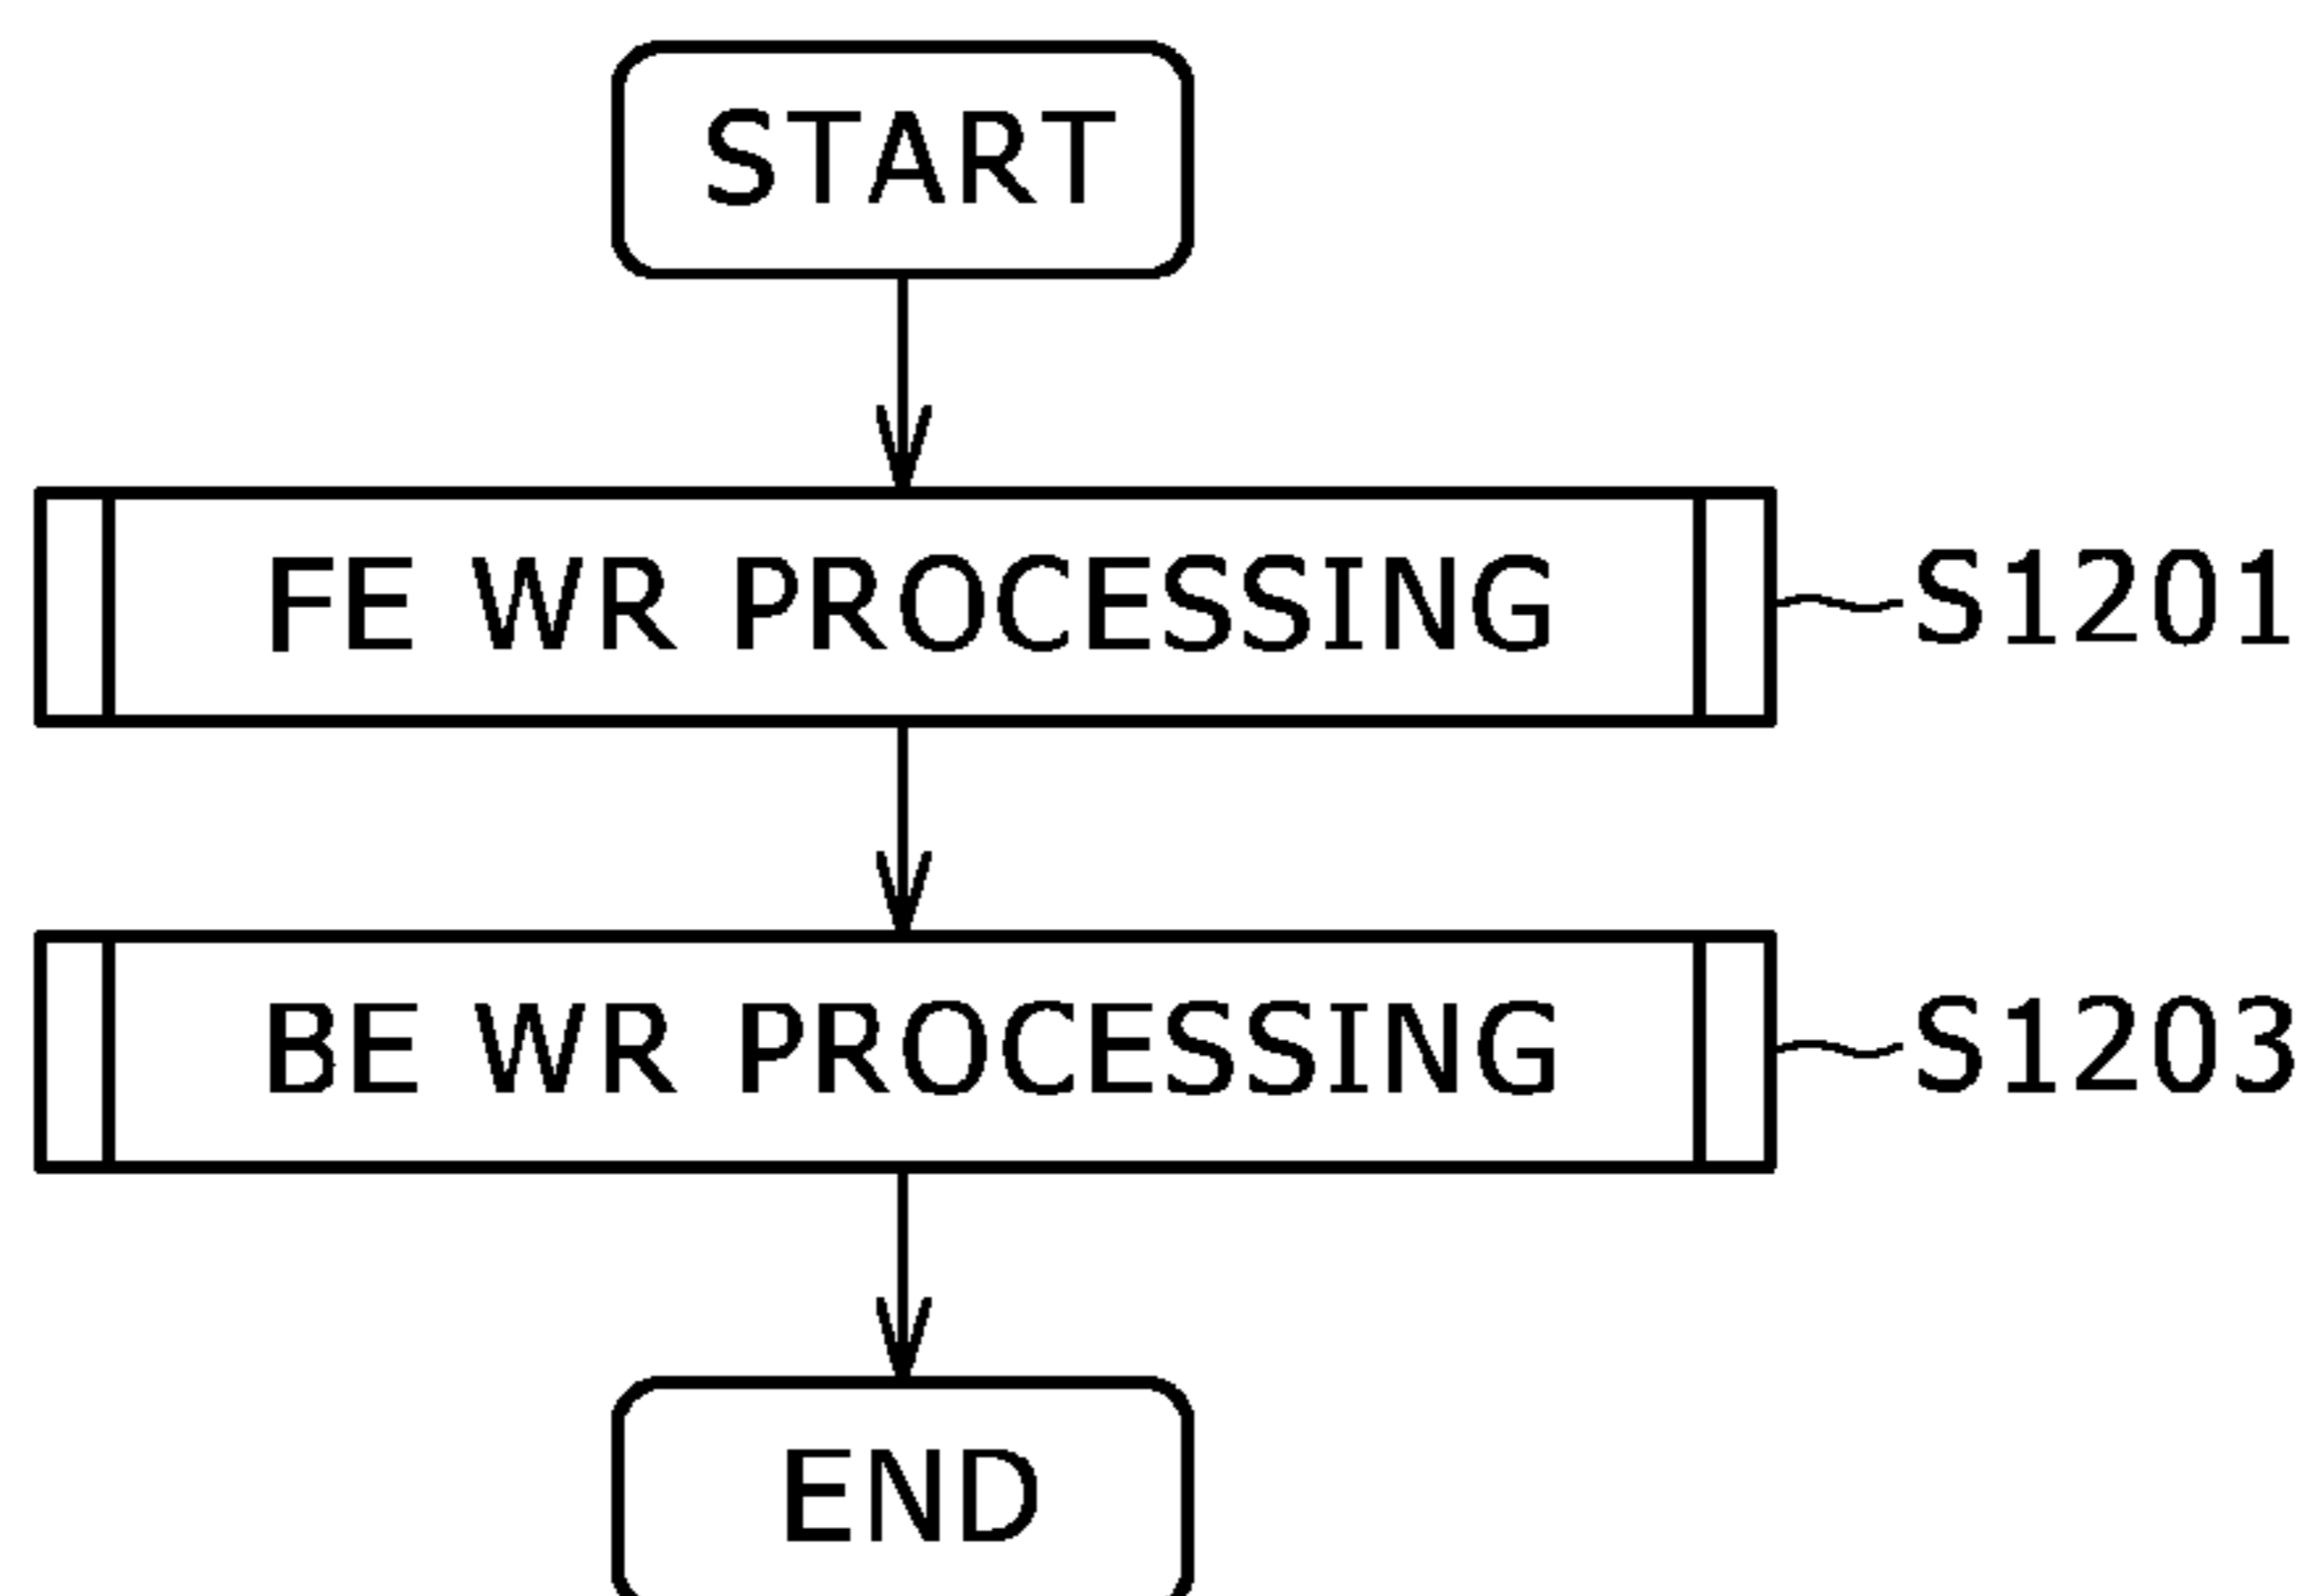 START
FE WR PROCESSING
S1201
BE WR PROCESSING
S1203
END